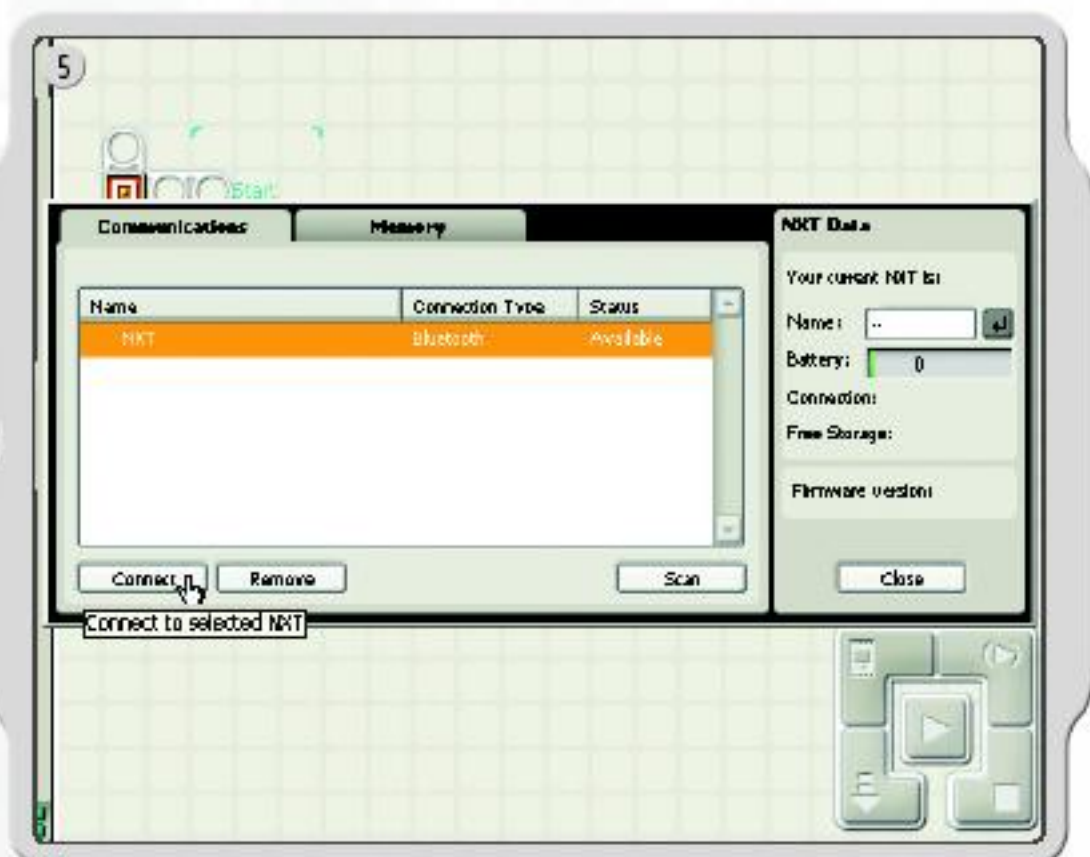 5
Start
Communications Memory
Name Connection Type Status
NXT Bluetooth Available
Connect Remove Scan
Connect to selected NXT
NXT Data
Your current NXT is:
Name: --
Battery: 0
Connection:
Free Storage:
Firmware version:
Close